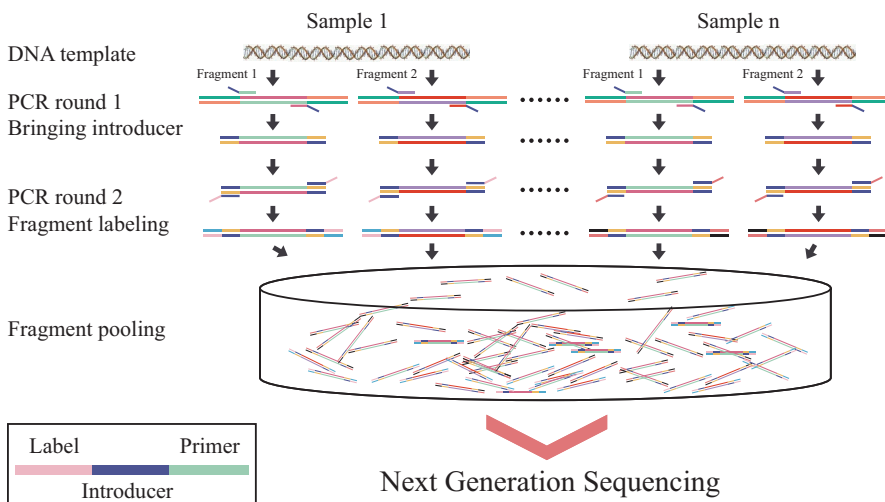 Sample 1
Sample n
DNA template
Fragment 1
Fragment 2
Fragment 1
Fragment 2
PCR round 1
Bringing introducer
PCR round 2
Fragment labeling
Fragment pooling
Label
Primer
Introducer
Next Generation Sequencing